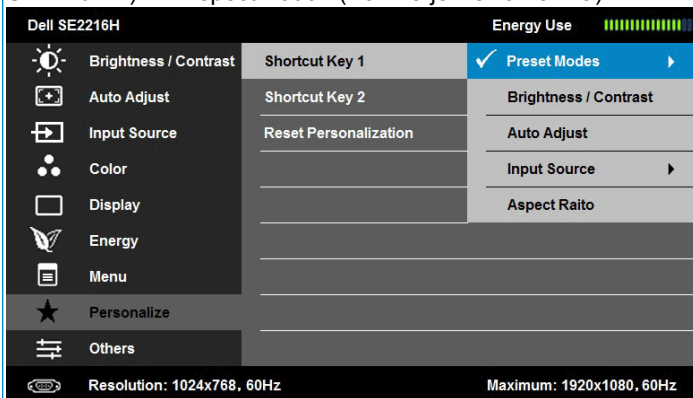 Dell SE2216H Energy Use
Brightness / Contrast Shortcut Key 1 Preset Modes
Auto Adjust Shortcut Key 2 Brightness / Contrast
Input Source Reset Personalization Auto Adjust
Color Input Source
Display Aspect Raito
Energy
Menu
Personalize
Others
Resolution: 1024x768, 60Hz Maximum: 1920x1080, 60Hz